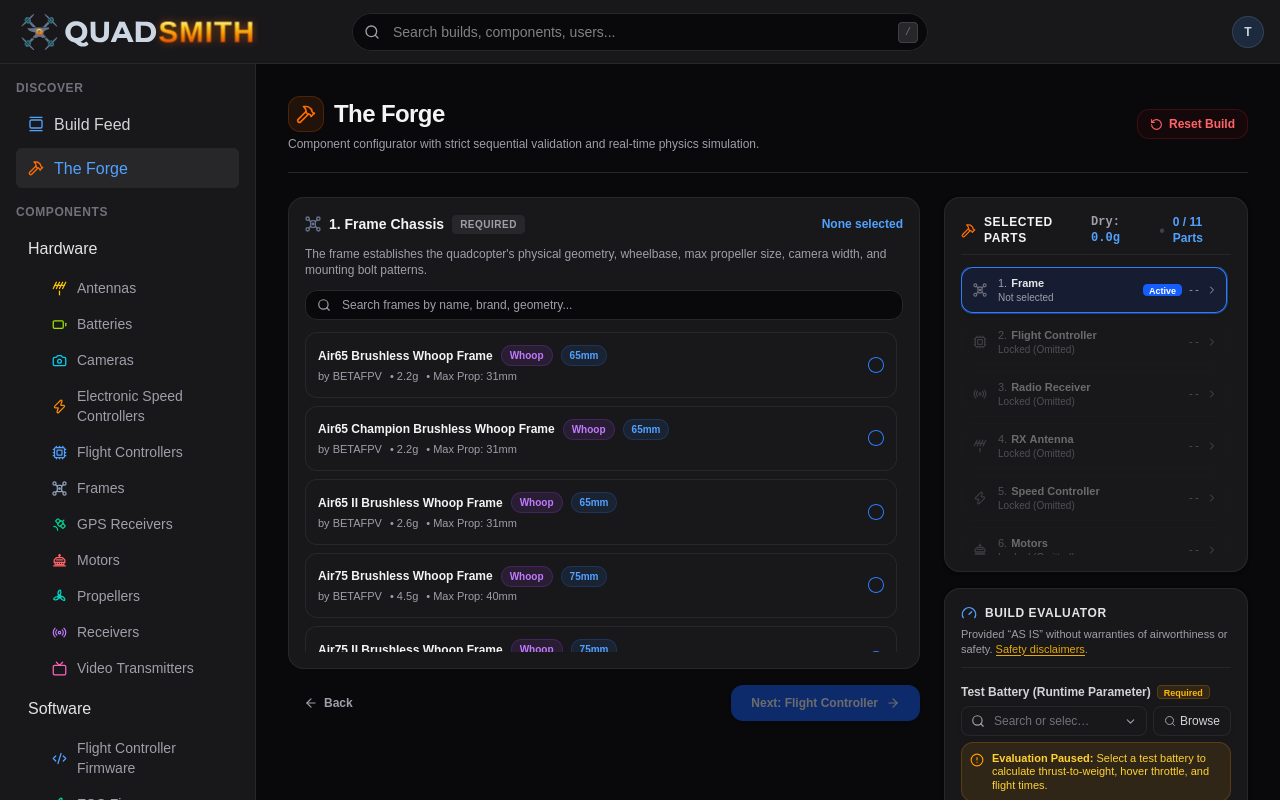 QUADSMITH
Search builds, components, users...
/
T
DISCOVER
Build Feed
The Forge
COMPONENTS
Hardware
Antennas
Batteries
Cameras
Electronic Speed
Controllers
Flight Controllers
Frames
GPS Receivers
Motors
Propellers
Receivers
Video Transmitters
Software
Flight Controller
Firmware
The Forge
Component configurator with strict sequential validation and real-time physics simulation.
Reset Build
1. Frame Chassis REQUIRED
None selected
The frame establishes the quadcopter's physical geometry, wheelbase, max propeller size, camera width, and
mounting bolt patterns.
Search frames by name, brand, geometry...
Air65 Brushless Whoop Frame Whoop 65mm
by BETAFPV • 2.2g • Max Prop: 31mm
Air65 Champion Brushless Whoop Frame Whoop 65mm
by BETAFPV • 2.2g • Max Prop: 31mm
Air65 II Brushless Whoop Frame Whoop 65mm
by BETAFPV • 2.6g • Max Prop: 31mm
Air75 Brushless Whoop Frame Whoop 75mm
by BETAFPV • 4.5g • Max Prop: 40mm
Air75 II Brushless Whoop Frame Whoop 75mm
Back
Next: Flight Controller
SELECTED
PARTS
Dry:
0.0g
•
0 / 11
Parts
1. Frame
Not selected
Active --
2. Flight Controller
Locked (Omitted)
--
3. Radio Receiver
Locked (Omitted)
--
4. RX Antenna
Locked (Omitted)
--
5. Speed Controller
Locked (Omitted)
--
6. Motors
--
BUILD EVALUATOR
Provided “AS IS” without warranties of airworthiness or
safety. Safety disclaimers.
Test Battery (Runtime Parameter) Required
Search or selec…
Browse
Evaluation Paused: Select a test battery to
calculate thrust-to-weight, hover throttle, and
flight times.